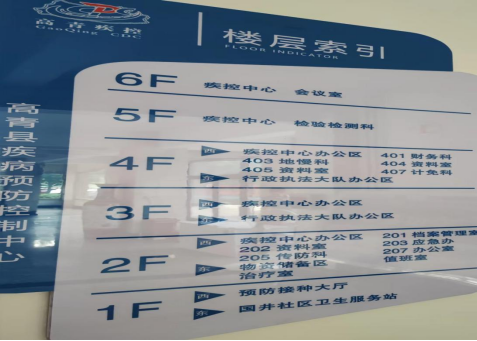 高青疾控
GaoQing CDC
楼层索引
FLOOR INDICATOR
高青县疾病预防控制中心
6F 疾控中心 会议室
5F 疾控中心 检验检测科
4F 西 疾控中心办公区 401 财务科
403 地慢科 404 资料室
405 资料室 407 计免科
东 行政执法大队办公区
3F 西 疾控中心办公区
东 行政执法大队办公区
2F 西 疾控中心办公区 201 档案管理室
202 资料室 203 应急办
205 传防科 207 办公室
东 物资储备区 值班室
治疗室
1F 西 预防接种大厅
东 国井社区卫生服务站